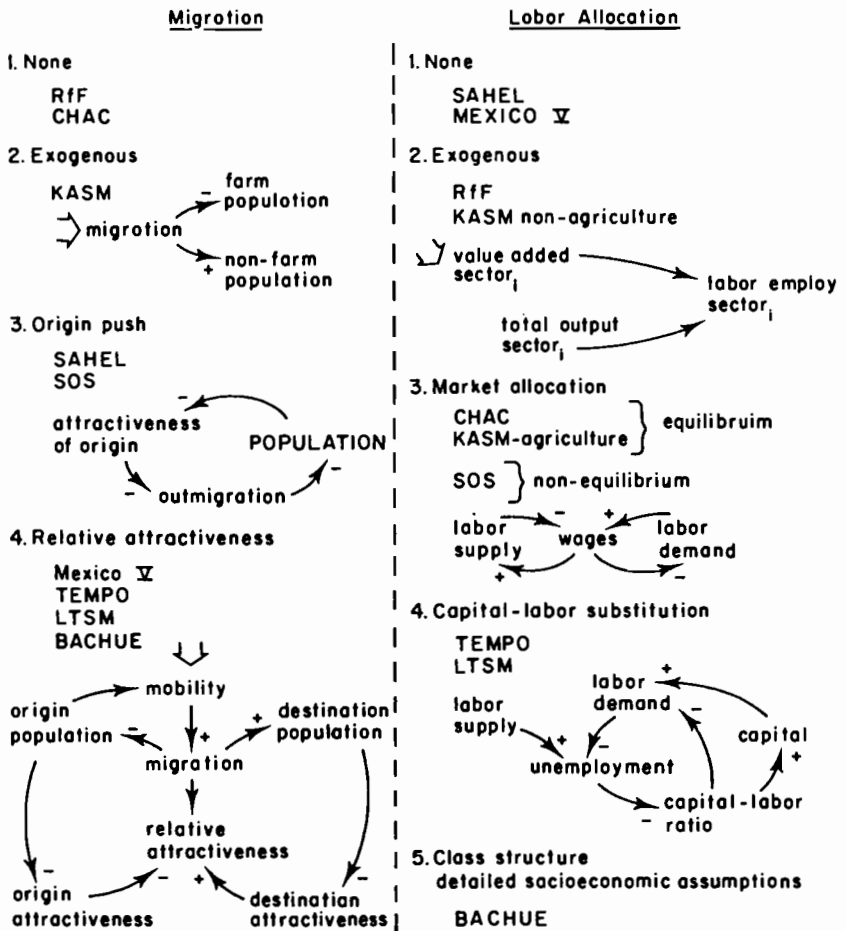 Migration
1. None
RfF
CHAC
2. Exogenous
KASM
migration
-
farm
population
+
non-farm
population
3. Origin push
SAHEL
SOS
-
attractiveness
of origin
POPULATION
-
-
outmigration
4. Relative attractiveness
Mexico V
TEMPO
LTSM
BACHUE
mobility
origin
population
-
+
+
destination
population
migration
relative
attractiveness
-
-
+
-
origin
attractiveness
destination
attractiveness
Labor Allocation
1. None
SAHEL
MEXICO V
2. Exogenous
RfF
KASM non-agriculture
value added
sector i
labor employ
sector i
total output
sector i
3. Market allocation
CHAC
KASM-agriculture } equilibruim
SOS } non-equilibrium
-
+
labor
supply
wages
labor
demand
+
-
4. Capital-labor substitution
TEMPO
LTSM
+
labor
demand
labor
supply
-
capital
+
+
-
unemployment
-
capital-labor
ratio
5. Class structure
detailed socioeconomic assumptions
BACHUE